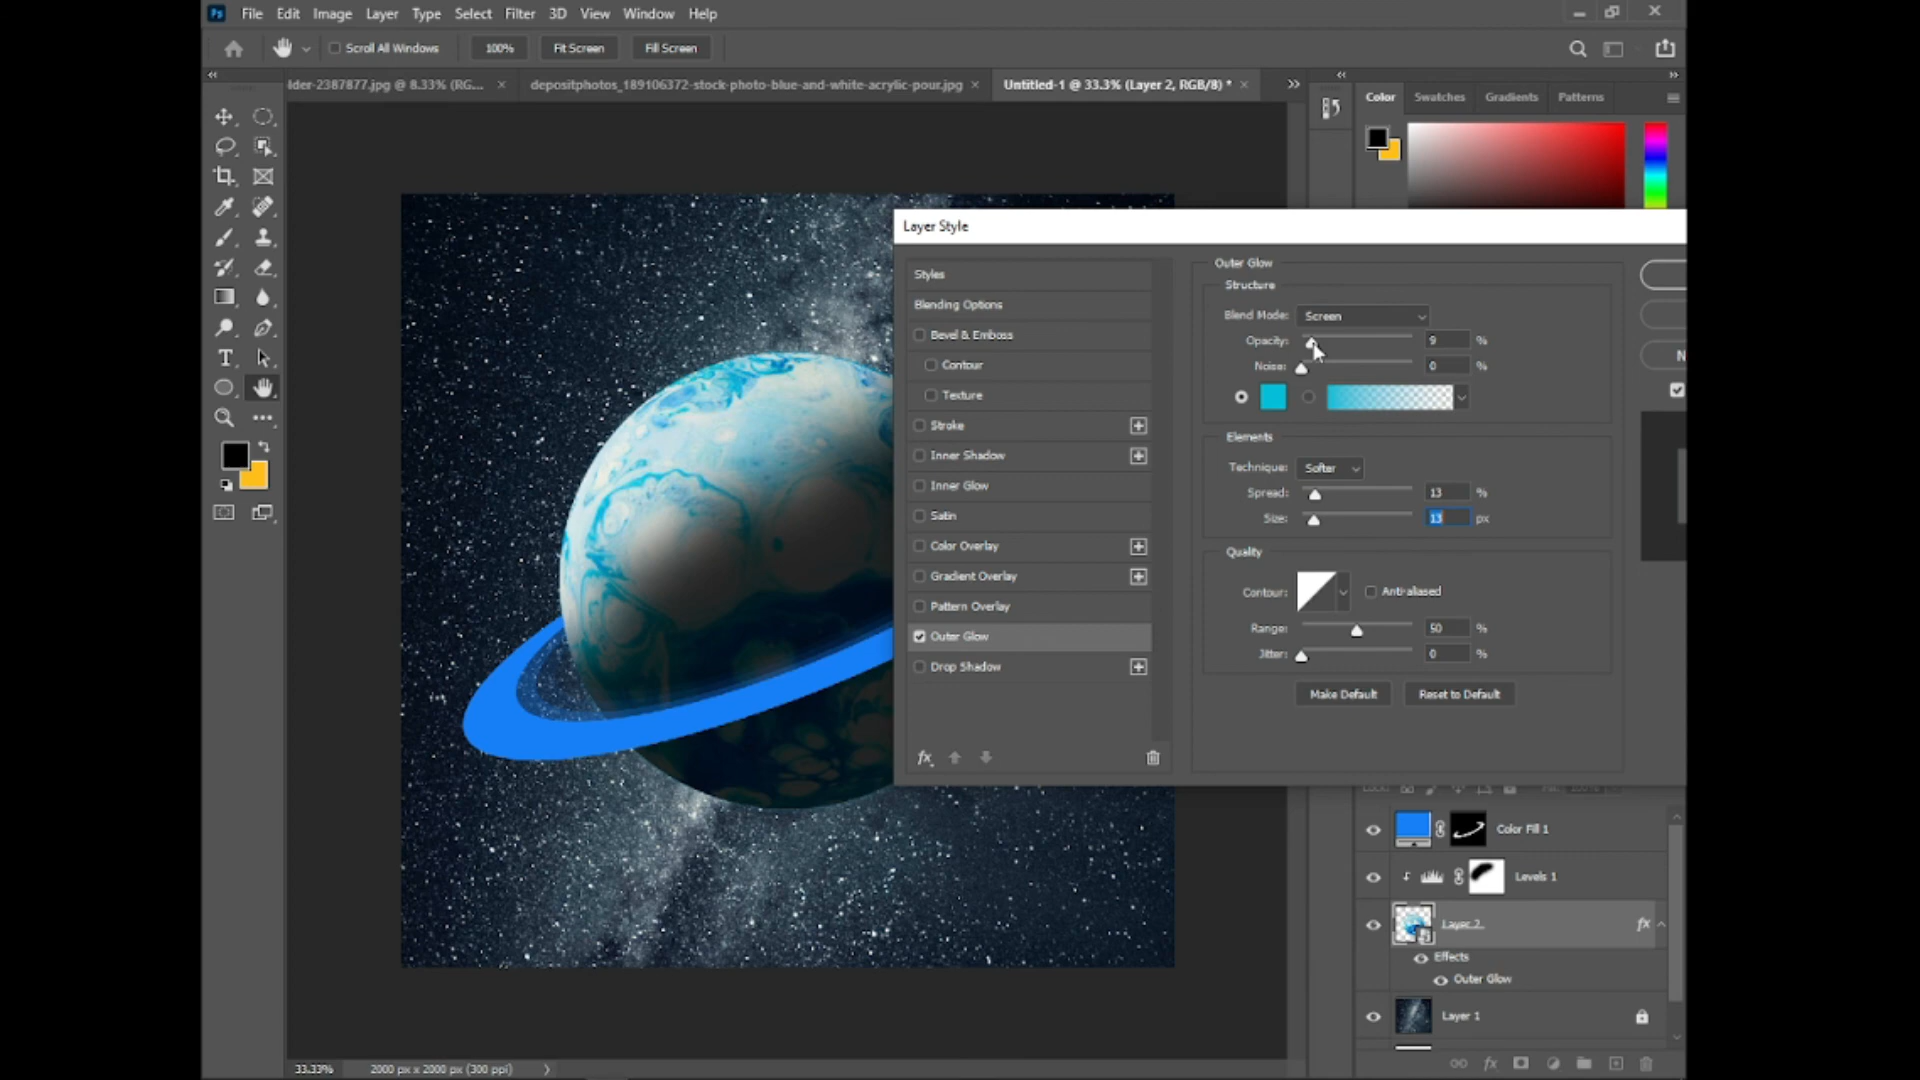 Ps File Edit Image Layer Type Select Filter 3D View Window Help
Scroll All Windows 100% Fit Screen Fill Screen
lder-2387877.jpg @ 8.33% (RG... × depositphotos_189106372-stock-photo-blue-and-white-acrylic-pour.jpg × Untitled-1 @ 33.3% (Layer 2, RGB/8) * ×
Color Swatches Gradients Patterns
Layer Style
Styles
Blending Options
Bevel & Emboss
Contour
Texture
Stroke
Inner Shadow
Inner Glow
Satin
Color Overlay
Gradient Overlay
Pattern Overlay
Outer Glow
Drop Shadow
fx
Outer Glow
Structure
Blend Mode: Screen
Opacity: 9 %
Noise: 0 %
Elements
Technique: Softer
Spread: 13 %
Size: 13 px
Quality
Contour: Anti-aliased
Range: 50 %
Jitter: 0 %
Make Default Reset to Default
N
Color Fill 1
Levels 1
Layer 2 fx
Effects
Outer Glow
Layer 1
fx
33.33% 2000 px x 2000 px (300 ppi)